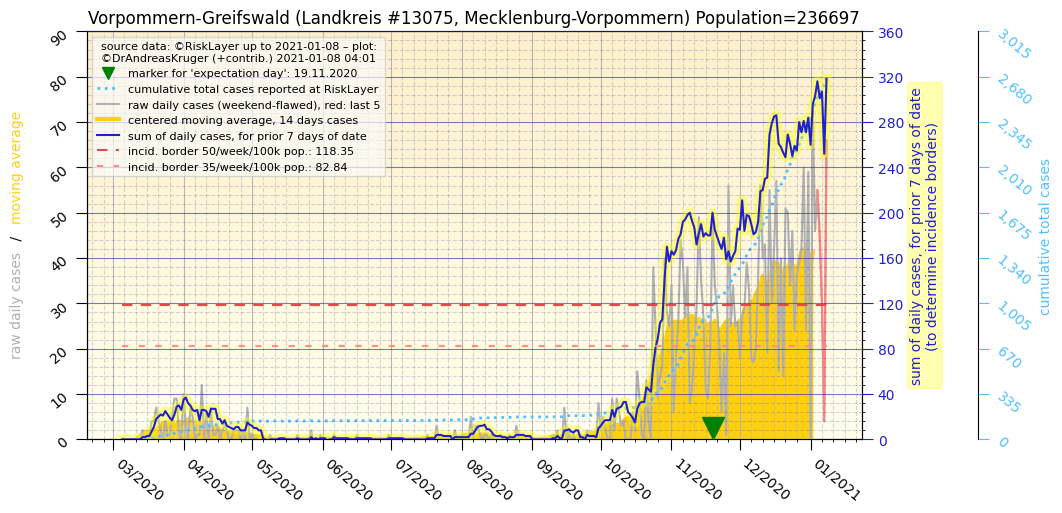 Vorpommern-Greifswald (Landkreis #13075, Mecklenburg-Vorpommern) Population=236697
source data: ©RiskLayer up to 2021-01-08 – plot:
©DrAndreasKruger (+contrib.) 2021-01-08 04:01
marker for 'expectation day': 19.11.2020
cumulative total cases reported at RiskLayer
raw daily cases (weekend-flawed), red: last 5
centered moving average, 14 days cases
sum of daily cases, for prior 7 days of date
incid. border 50/week/100k pop.: 118.35
incid. border 35/week/100k pop.: 82.84
raw daily cases / moving average
90
80
70
60
50
40
30
20
10
0
03/2020
04/2020
05/2020
06/2020
07/2020
08/2020
09/2020
10/2020
11/2020
12/2020
01/2021
360
320
280
240
200
160
120
80
40
0
sum of daily cases, for prior 7 days of date
(to determine incidence borders)
3,015
2,680
2,345
2,010
1,675
1,340
1,005
670
335
0
cumulative total cases